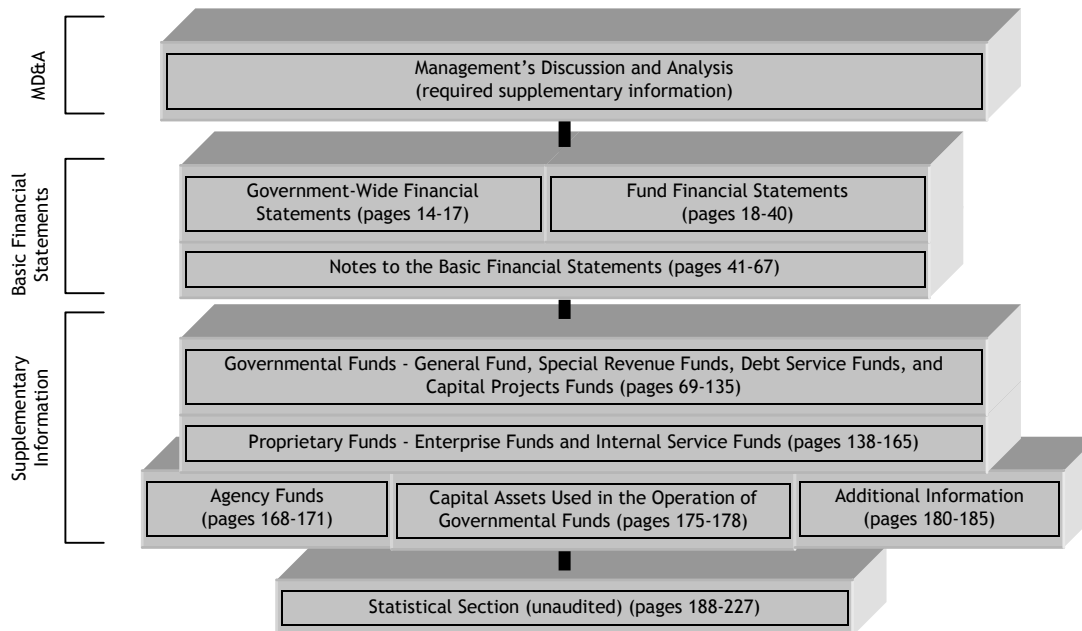 MD&A
Management’s Discussion and Analysis
(required supplementary information)
Basic Financial
Statements
Government-Wide Financial
Statements (pages 14-17)
Fund Financial Statements
(pages 18-40)
Notes to the Basic Financial Statements (pages 41-67)
Supplementary
Information
Governmental Funds - General Fund, Special Revenue Funds, Debt Service Funds, and
Capital Projects Funds (pages 69-135)
Proprietary Funds - Enterprise Funds and Internal Service Funds (pages 138-165)
Agency Funds
(pages 168-171)
Capital Assets Used in the Operation of
Governmental Funds (pages 175-178)
Additional Information
(pages 180-185)
Statistical Section (unaudited) (pages 188-227)